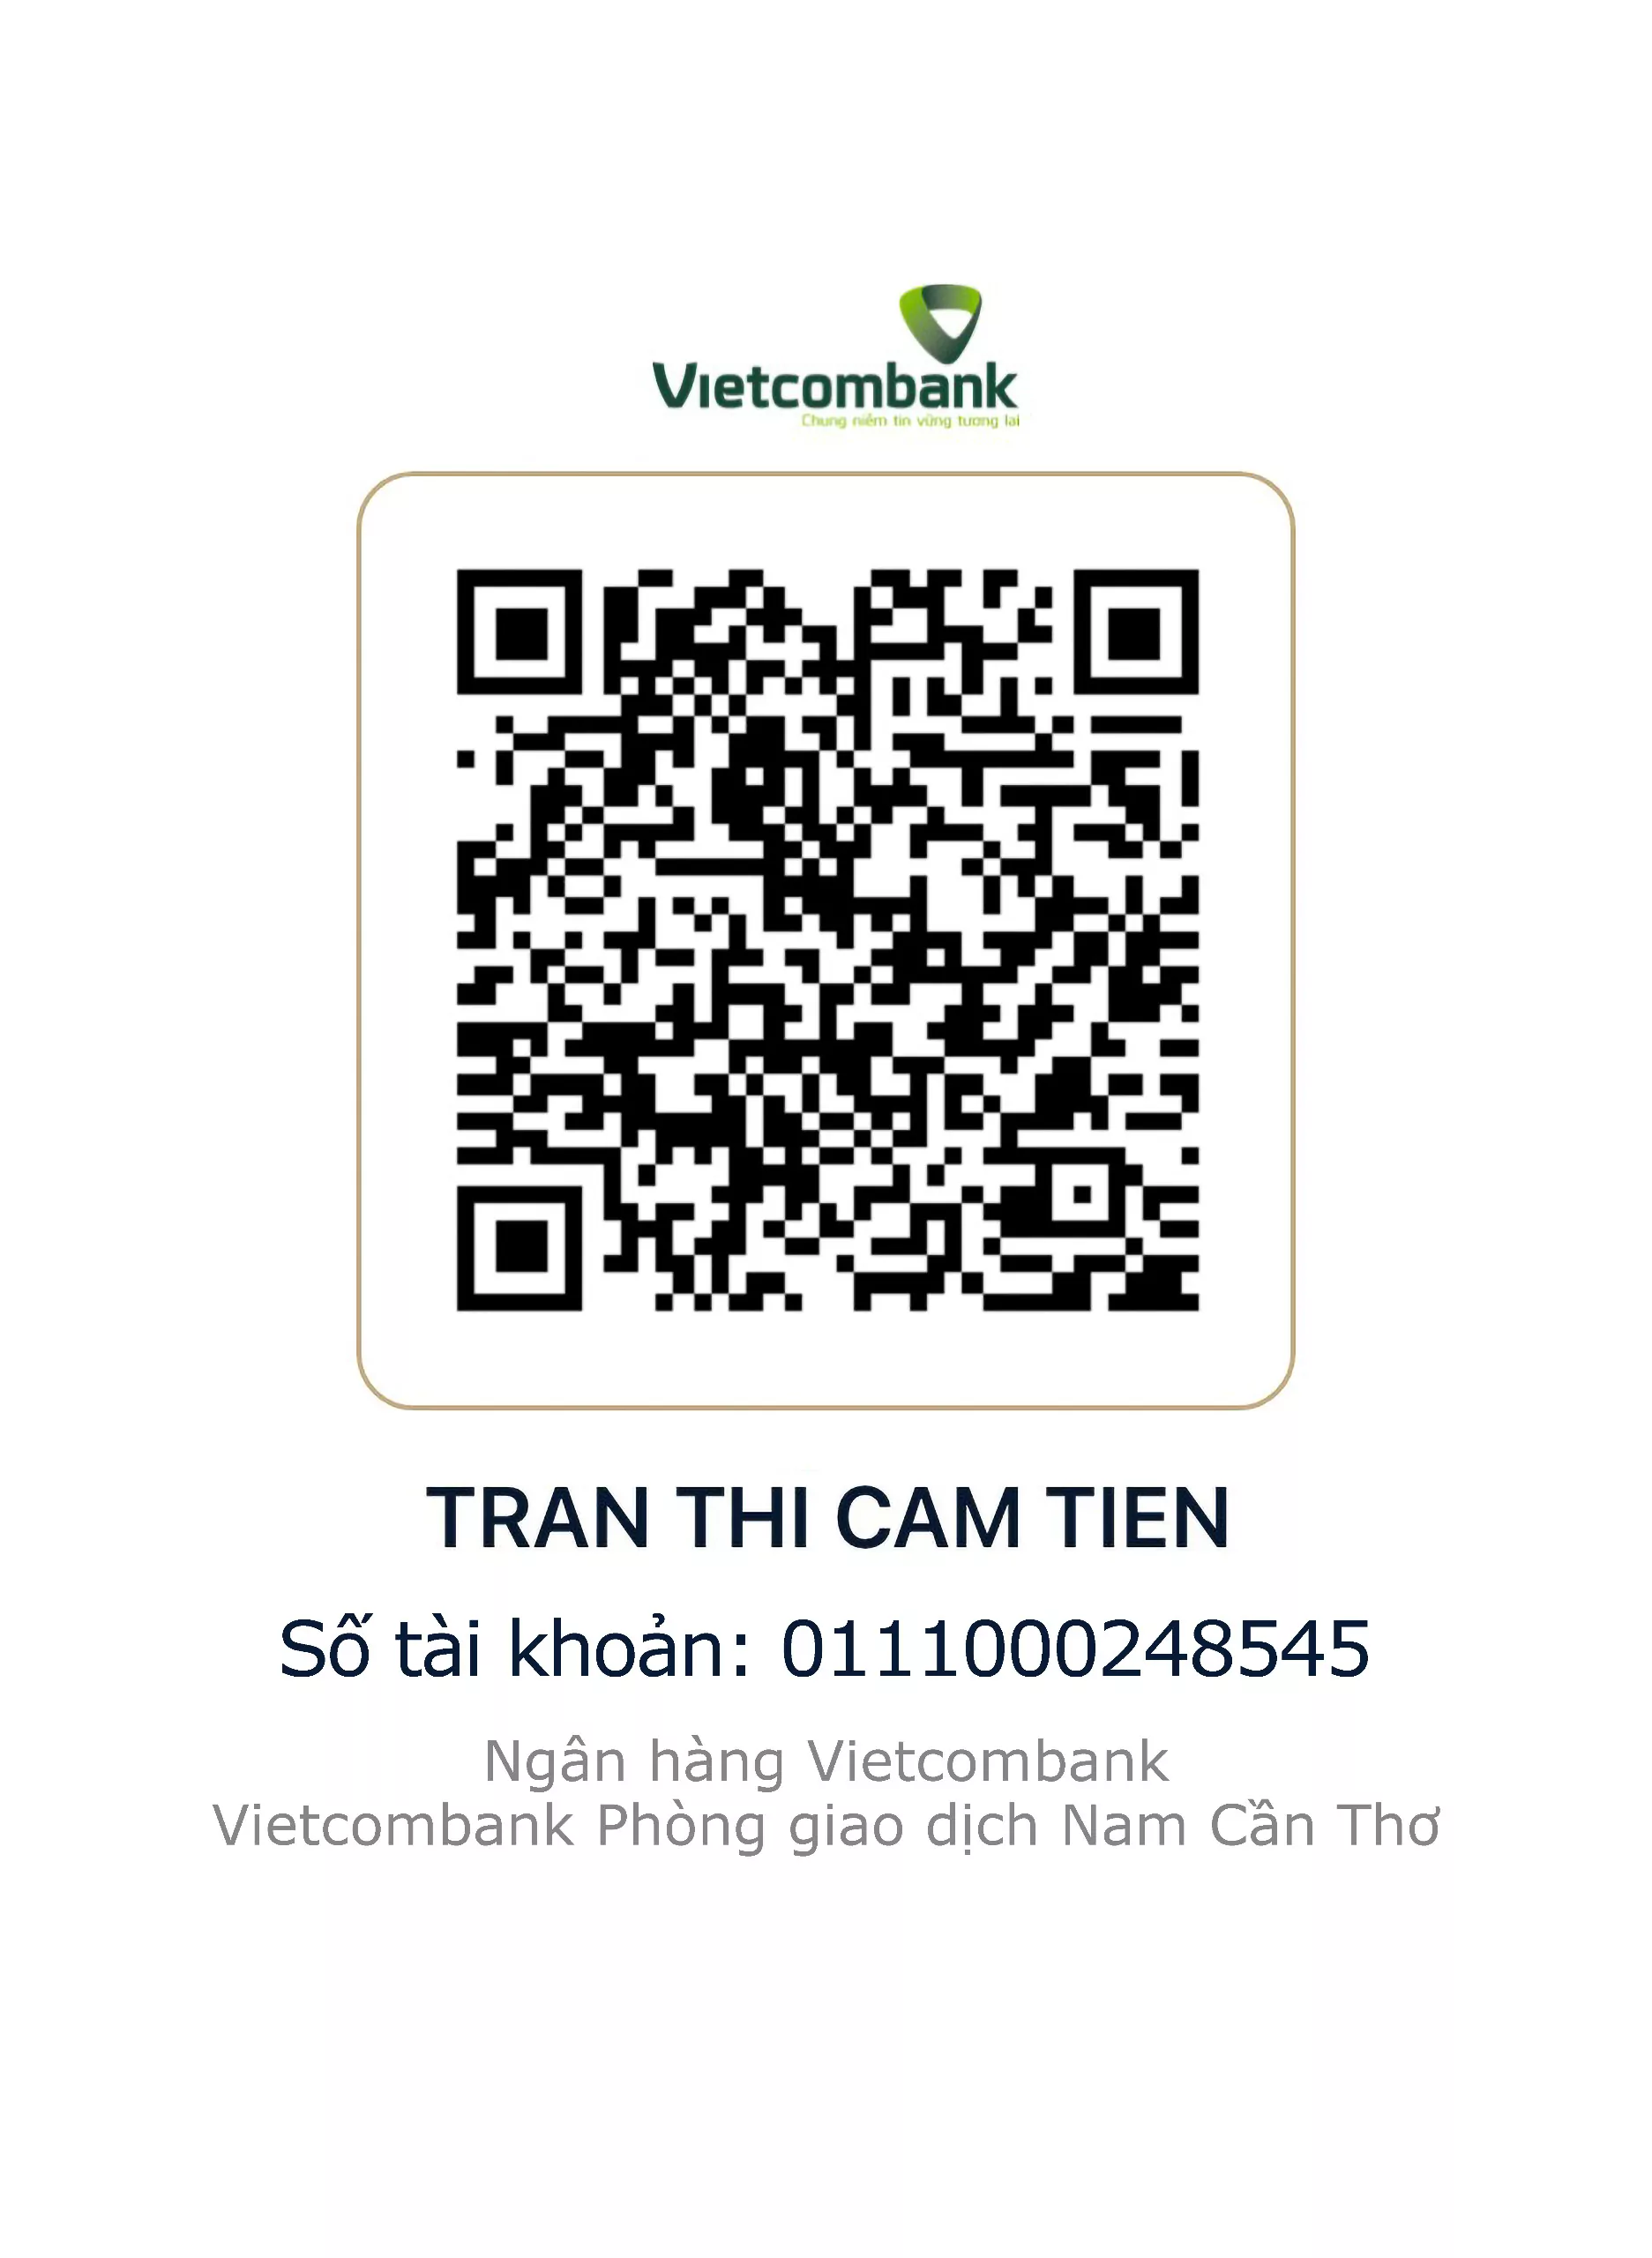 Vietcombank
Chung niềm tin vững tương lai
TRAN THI CAM TIEN
Số tài khoản: 0111000248545
Ngân hàng Vietcombank
Vietcombank Phòng giao dịch Nam Cần Thơ